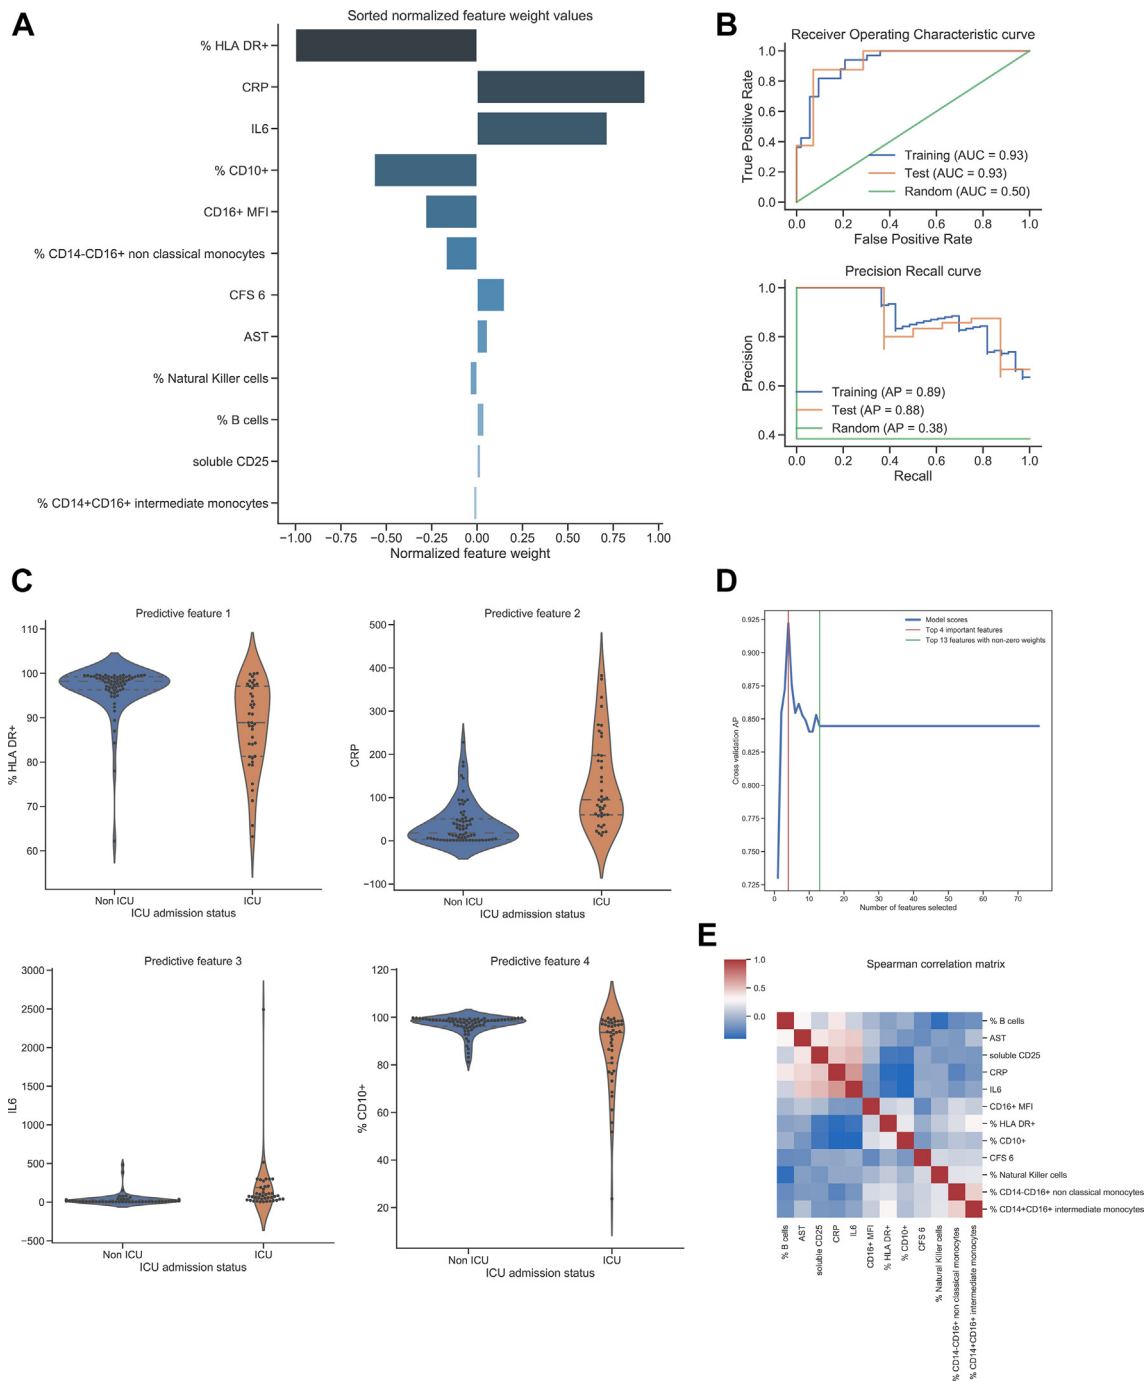 A
Sorted normalized feature weight values
% HLA DR+
CRP
IL6
% CD10+
CD16+ MFI
% CD14-CD16+ non classical monocytes
CFS 6
AST
% Natural Killer cells
% B cells
soluble CD25
% CD14+CD16+ intermediate monocytes
−1.00 −0.75 −0.50 −0.25 0.00 0.25 0.50 0.75 1.00
Normalized feature weight
B
Receiver Operating Characteristic curve
True Positive Rate
1.0
0.8
0.6
0.4
0.2
0.0
Training (AUC = 0.93)
Test (AUC = 0.93)
Random (AUC = 0.50)
0.0 0.2 0.4 0.6 0.8 1.0
False Positive Rate
Precision Recall curve
Precision
1.0
0.8
0.6
0.4
Training (AP = 0.89)
Test (AP = 0.88)
Random (AP = 0.38)
0.0 0.2 0.4 0.6 0.8 1.0
Recall
C
Predictive feature 1
% HLA DR+
110
100
90
80
70
60
Non ICU ICU
ICU admission status
Predictive feature 2
CRP
500
400
300
200
100
0
−100
Non ICU ICU
ICU admission status
Predictive feature 3
IL6
3000
2500
2000
1500
1000
500
0
−500
Non ICU ICU
ICU admission status
Predictive feature 4
% CD10+
120
100
80
60
40
20
Non ICU ICU
ICU admission status
D
Cross validation AP
0.925
0.900
0.875
0.850
0.825
0.800
0.775
0.750
0.725
Model scores
Top 4 important features
Top 13 features with non-zero weights
0 10 20 30 40 50 60 70
Number of features selected
E
Spearman correlation matrix
1.0
0.5
0.0
% B cells
AST
soluble CD25
CRP
IL6
CD16+ MFI
% HLA DR+
% CD10+
CFS 6
% Natural Killer cells
% CD14-CD16+ non classical monocytes
% CD14+CD16+ intermediate monocytes
% B cells
AST
soluble CD25
CRP
IL6
CD16+ MFI
% HLA DR+
% CD10+
CFS 6
% Natural Killer cells
% CD14-CD16+ non classical monocytes
% CD14+CD16+ intermediate monocytes